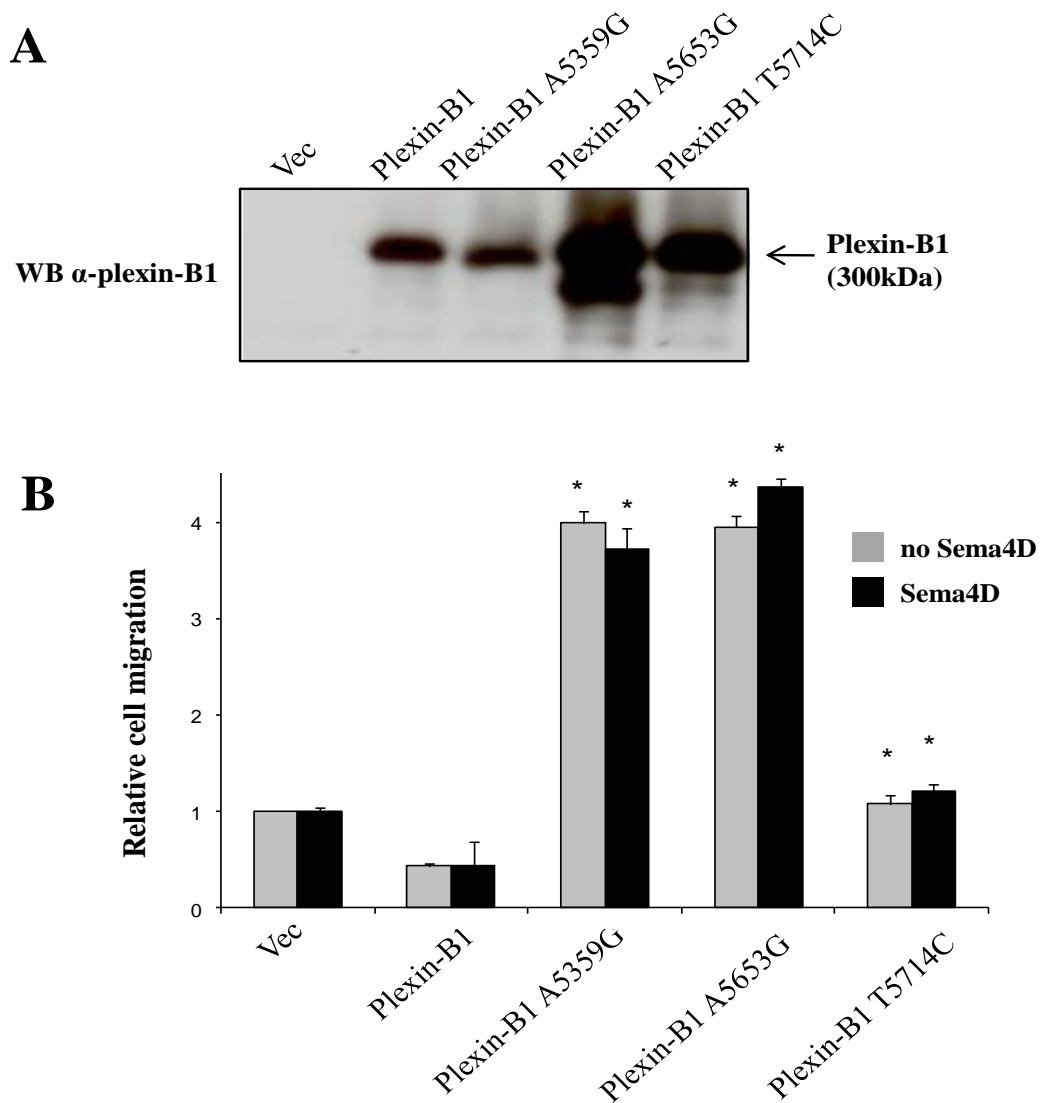 A
Vec
Plexin-B1
Plexin-B1 A5359G
Plexin-B1 A5653G
Plexin-B1 T5714C
WB α-plexin-B1
Plexin-B1
(300kDa)
B
Relative cell migration
4
3
2
1
0
*
*
*
*
*
*
no Sema4D
Sema4D
Vec
Plexin-B1
Plexin-B1 A5359G
Plexin-B1 A5653G
Plexin-B1 T5714C